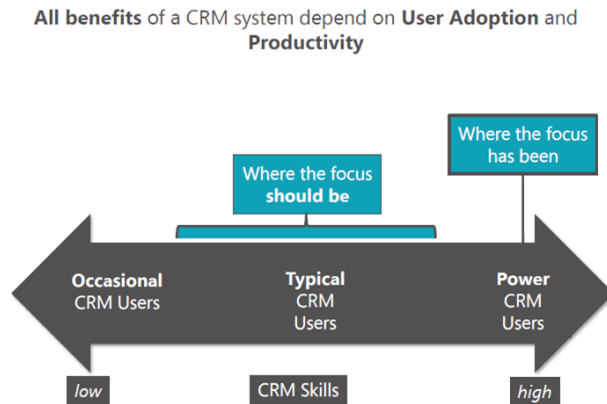 All benefits of a CRM system depend on User Adoption and
Productivity
Where the focus
has been
Where the focus
should be
Occasional
CRM Users
Typical
CRM
Users
Power
CRM
Users
low
CRM Skills
high